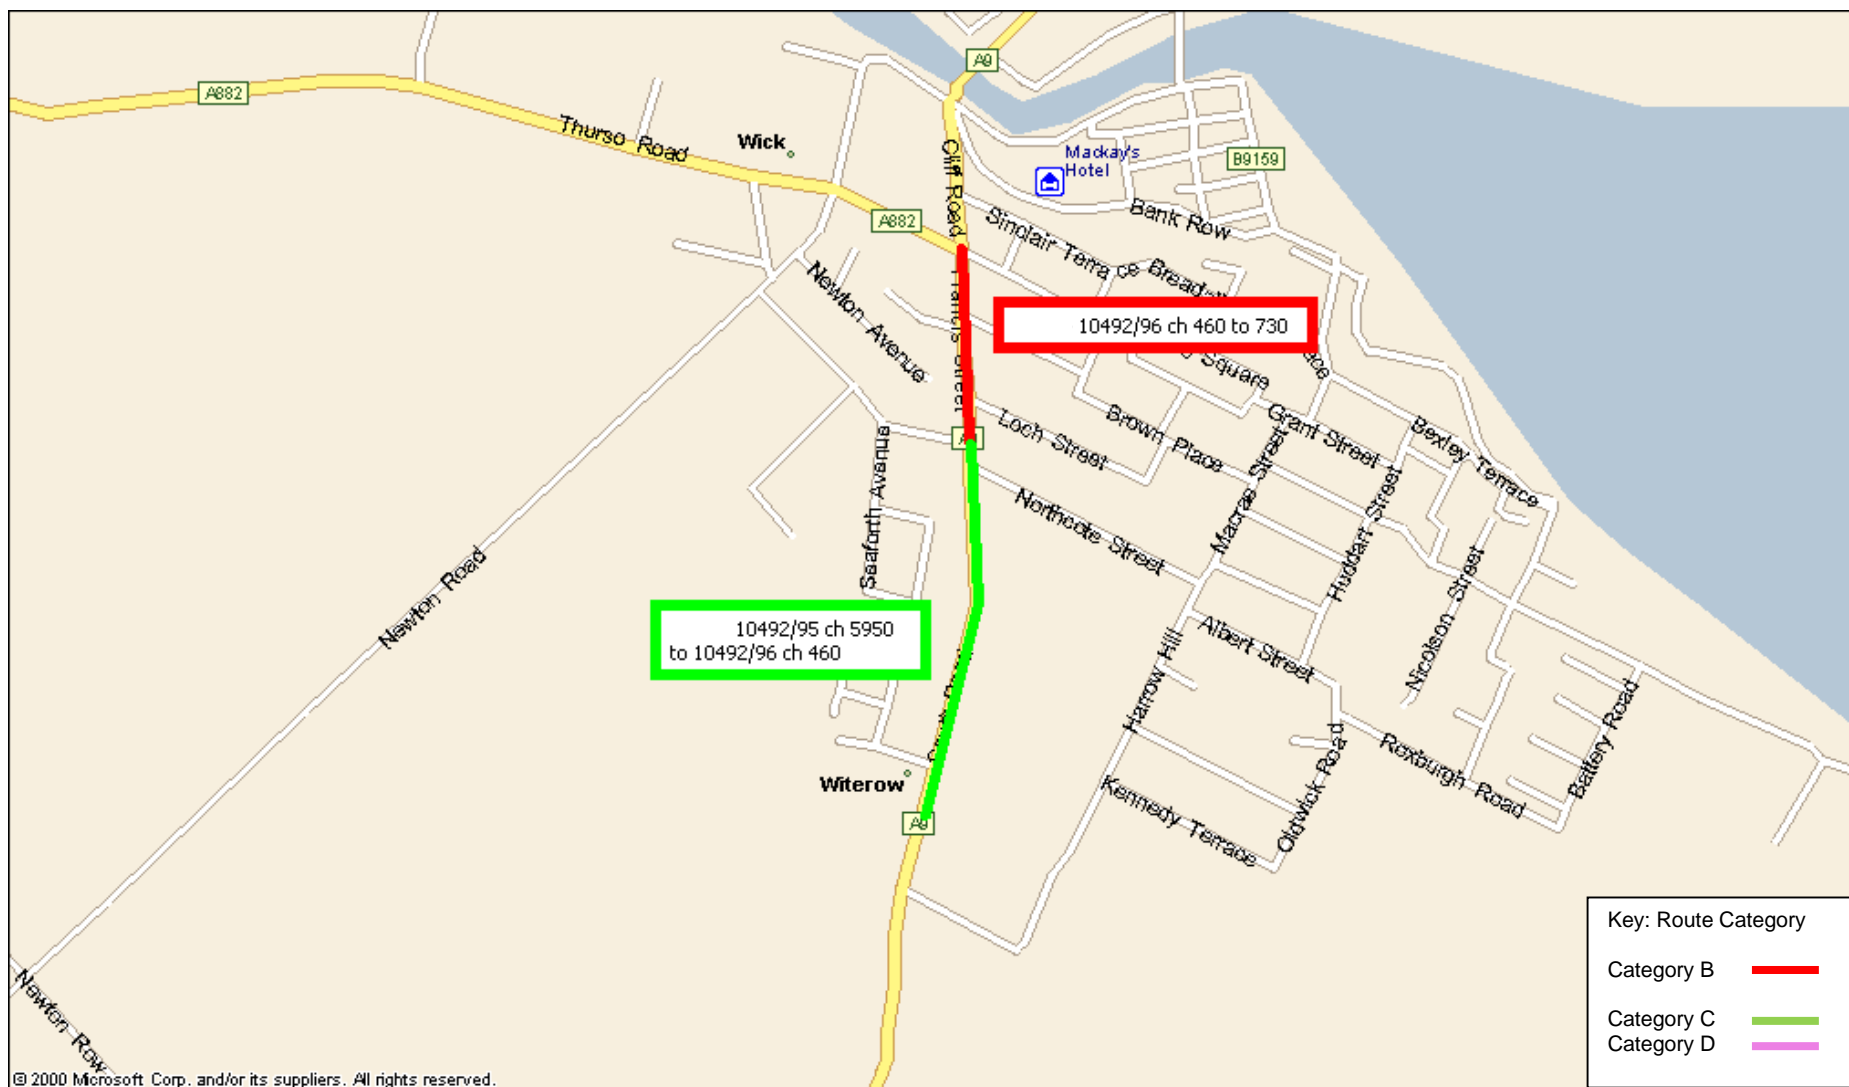 A9
A882
Thurso Road
Wick
Cliff Road
Mackay's
Hotel
B9159
A882
Bank Row
Sinclair Terrace
Newton Avenue
Francis Street
10492/96 ch 460 to 730
Square
Loch Street
Brown Place
Grant Street
Bexley Terrace
Seaforth Avenue
Northcote Street
Macrae Street
Huddart Street
Nicolson Street
Newton Road
10492/95 ch 5950
to 10492/96 ch 460
Albert Street
Harrow Hill
Battery Road
Roxburgh Road
Oldwick Road
Kennedy Terrace
Witerow
A9
Newton Row
Key: Route Category
Category B
Category C
Category D
© 2000 Microsoft Corp. and/or its suppliers. All rights reserved.